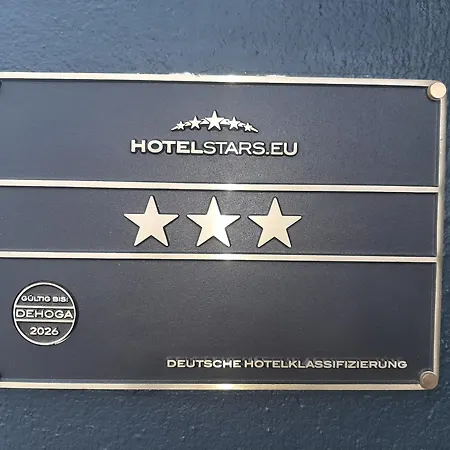 HOTELSTARS.EU
GÜLTIG BIS:
DEHOGA
2026
DEUTSCHE HOTELKLASSIFIZIERUNG